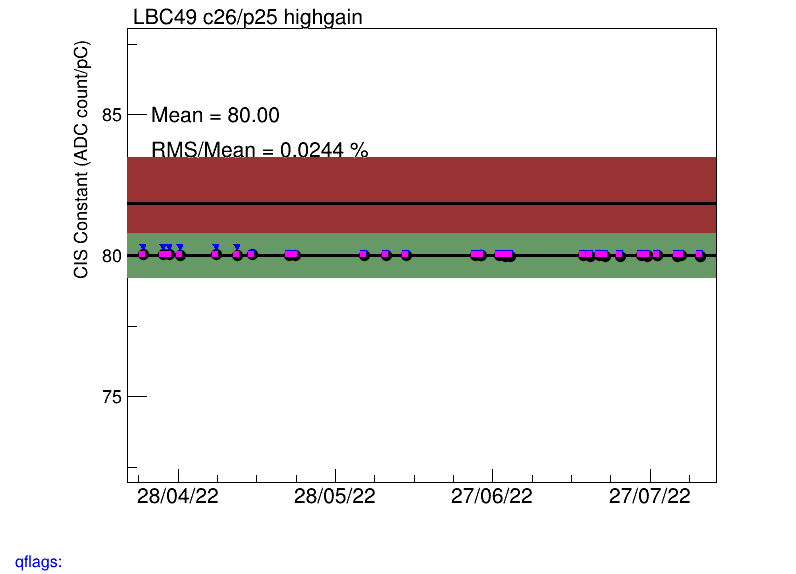 LBC49 c26/p25 highgain
CIS Constant (ADC count/pC)
85
Mean = 80.00
RMS/Mean = 0.0244 %
80
75
28/04/22 28/05/22 27/06/22 27/07/22
qflags: